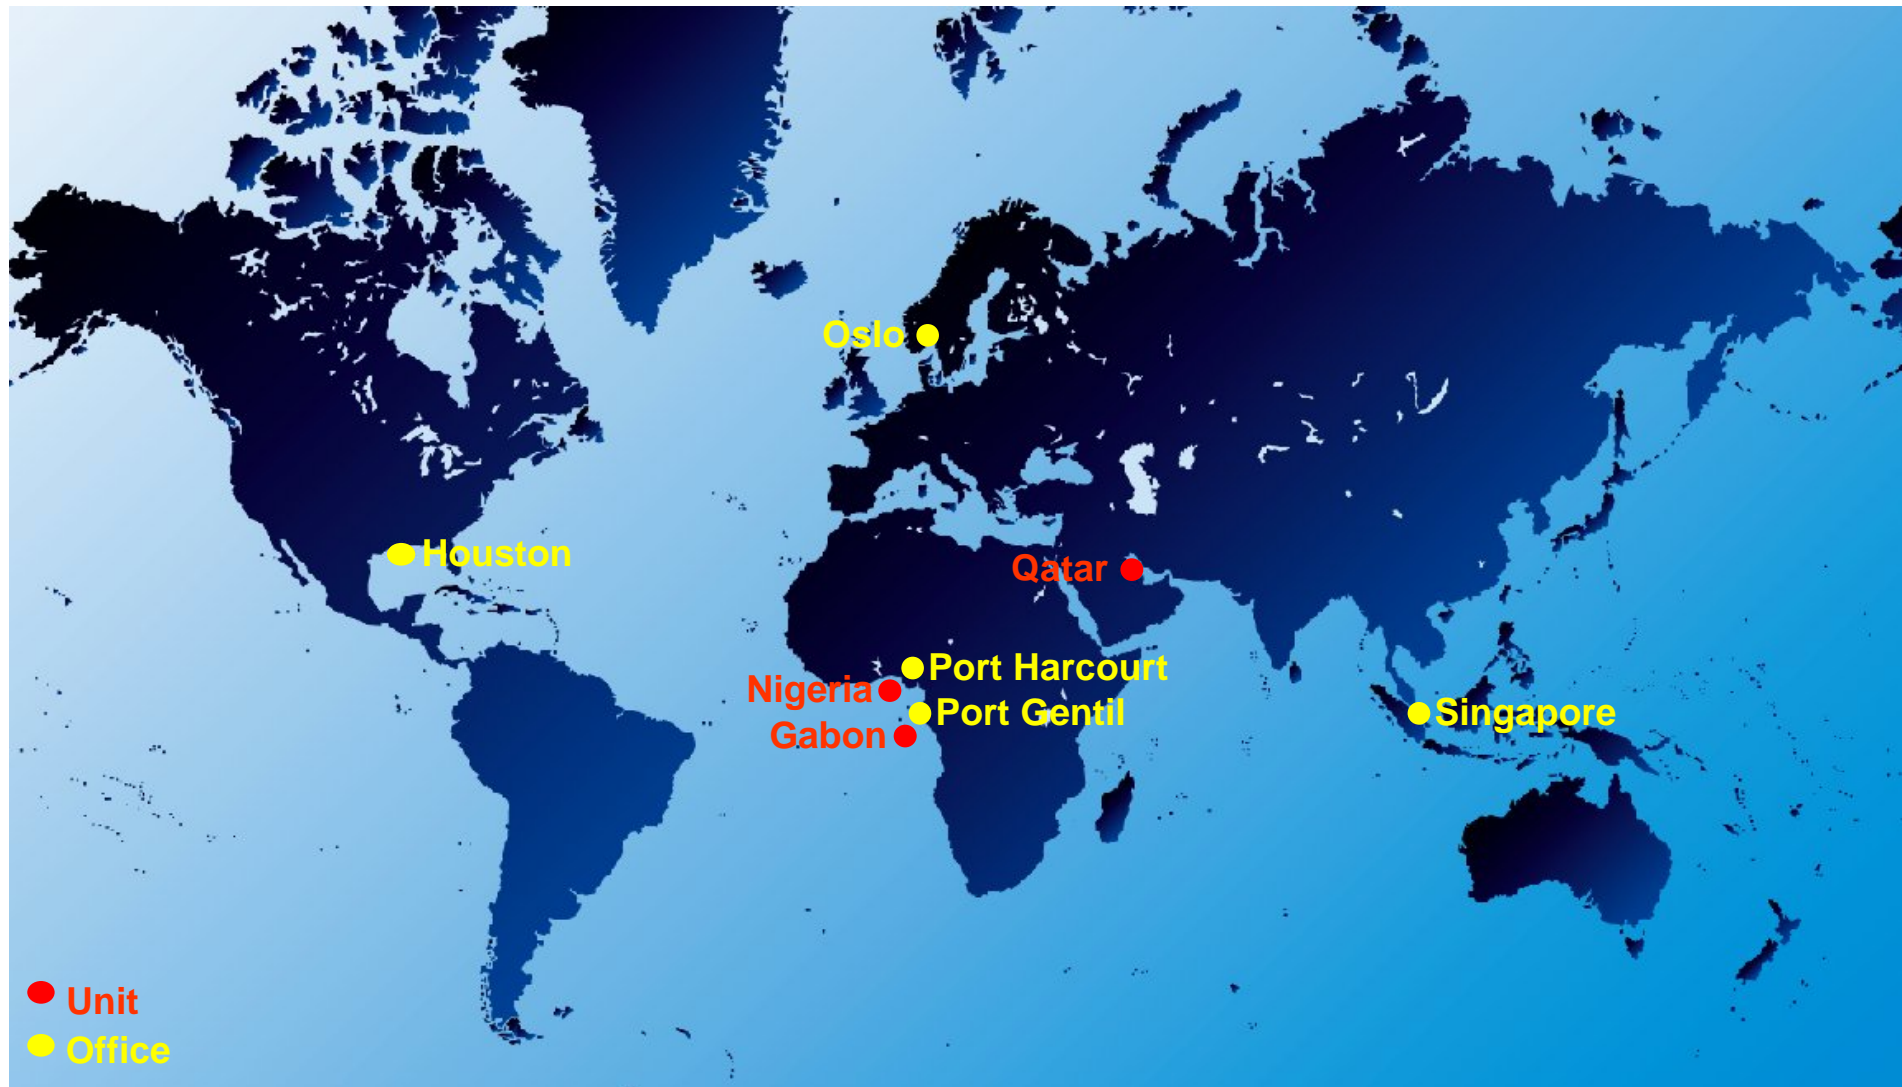 Oslo
Houston
Qatar
Port Harcourt
Nigeria
Port Gentil
Singapore
Gabon
Unit
Office